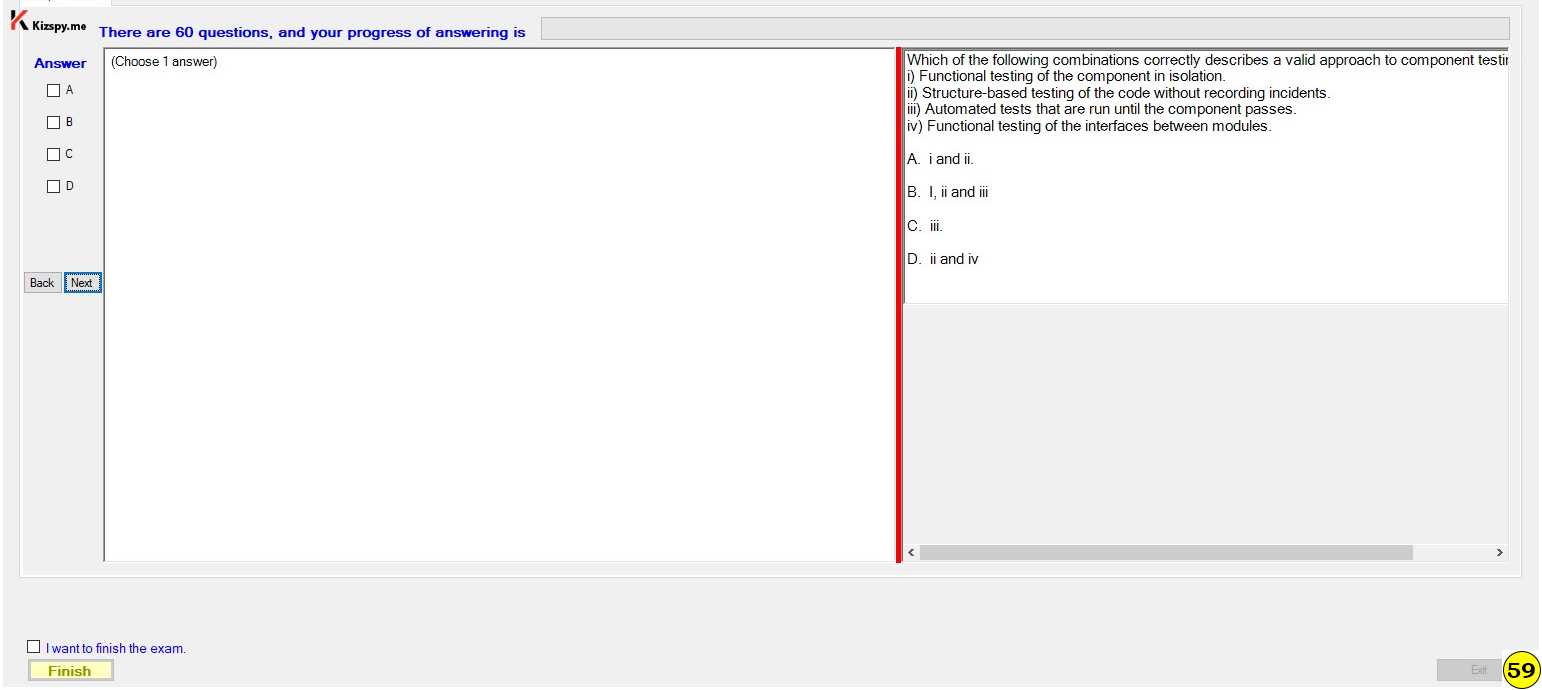 Kizspy.me
There are 60 questions, and your progress of answering is
Answer
A
B
C
D
Back
Next
(Choose 1 answer)
Which of the following combinations correctly describes a valid approach to component
i) Functional testing of the component in isolation.
ii) Structure-based testing of the code without recording incidents.
iii) Automated tests that are run until the component passes.
iv) Functional testing of the interfaces between modules.
A. i and ii.
B. I, ii and iii
C. iii.
D. ii and iv
I want to finish the exam.
Finish
Exit
59